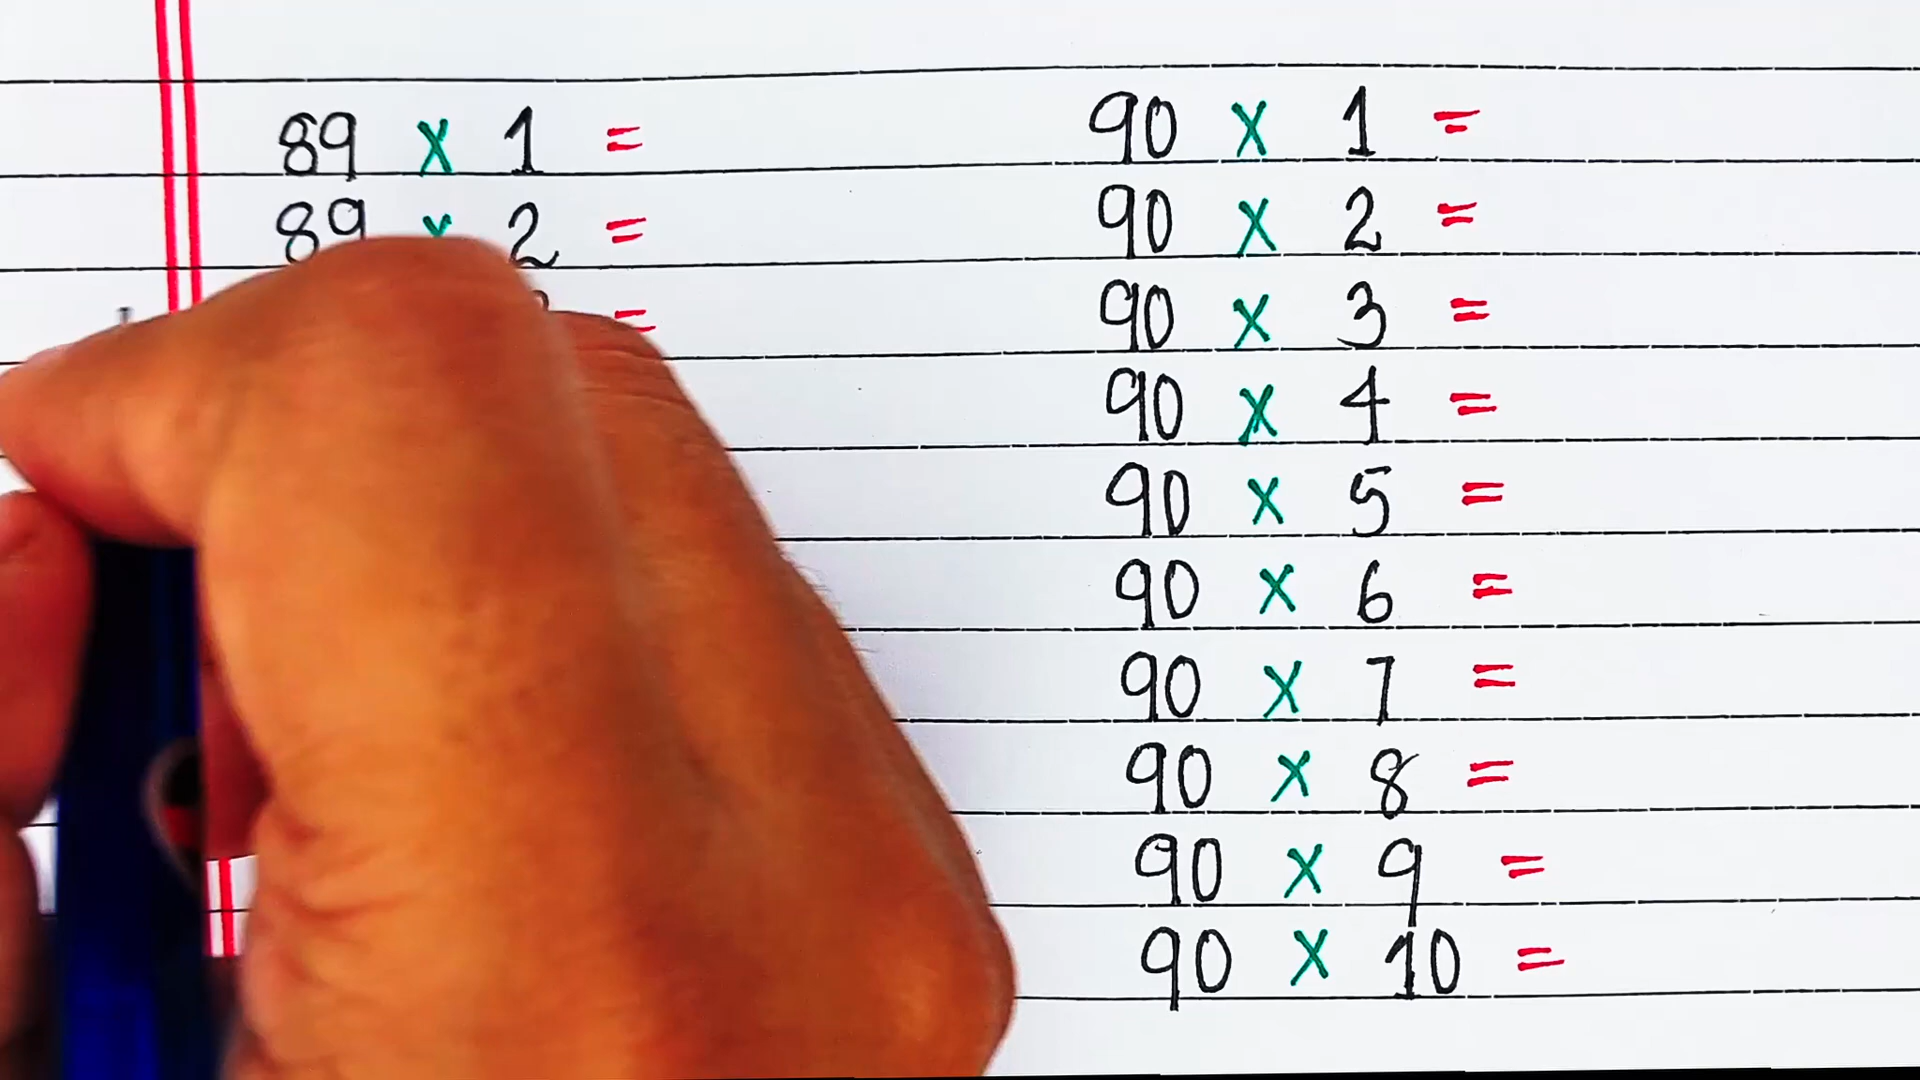 89 x 1 =
89 x 2 =
=
90 x 1 =
90 x 2 =
90 x 3 =
90 x 4 =
90 x 5 =
90 x 6 =
90 x 7 =
90 x 8 =
90 x 9 =
90 x 10 =